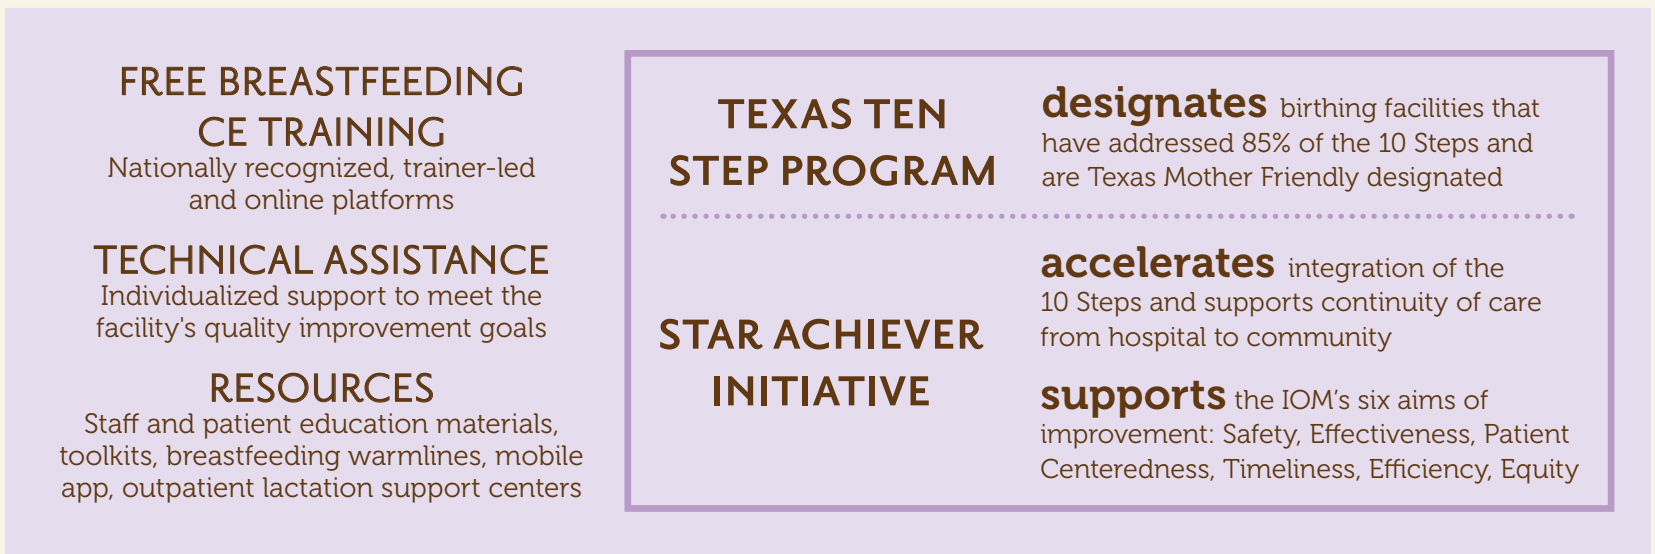 FREE BREASTFEEDING
CE TRAINING
Nationally recognized, trainer-led
and online platforms
TECHNICAL ASSISTANCE
Individualized support to meet the
facility's quality improvement goals
RESOURCES
Staff and patient education materials,
toolkits, breastfeeding warmlines, mobile
app, outpatient lactation support centers
TEXAS TEN
STEP PROGRAM
designates birthing facilities that
have addressed 85% of the 10 Steps and
are Texas Mother Friendly designated
STAR ACHIEVER
INITIATIVE
accelerates integration of the
10 Steps and supports continuity of care
from hospital to community
supports the IOM’s six aims of
improvement: Safety, Effectiveness, Patient
Centeredness, Timeliness, Efficiency, Equity